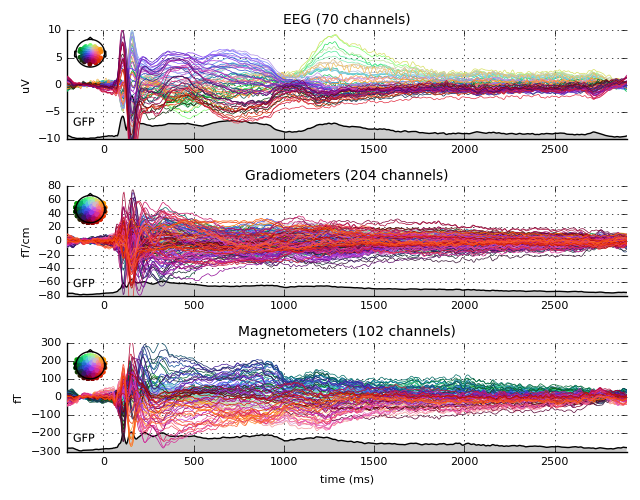 EEG (70 channels)
10
5
0
−5
−10
uV
GFP
0 500 1000 1500 2000 2500
Gradiometers (204 channels)
80
60
40
20
0
−20
−40
−60
−80
fT/cm
GFP
0 500 1000 1500 2000 2500
Magnetometers (102 channels)
300
200
100
0
−100
−200
−300
fT
GFP
0 500 1000 1500 2000 2500
time (ms)